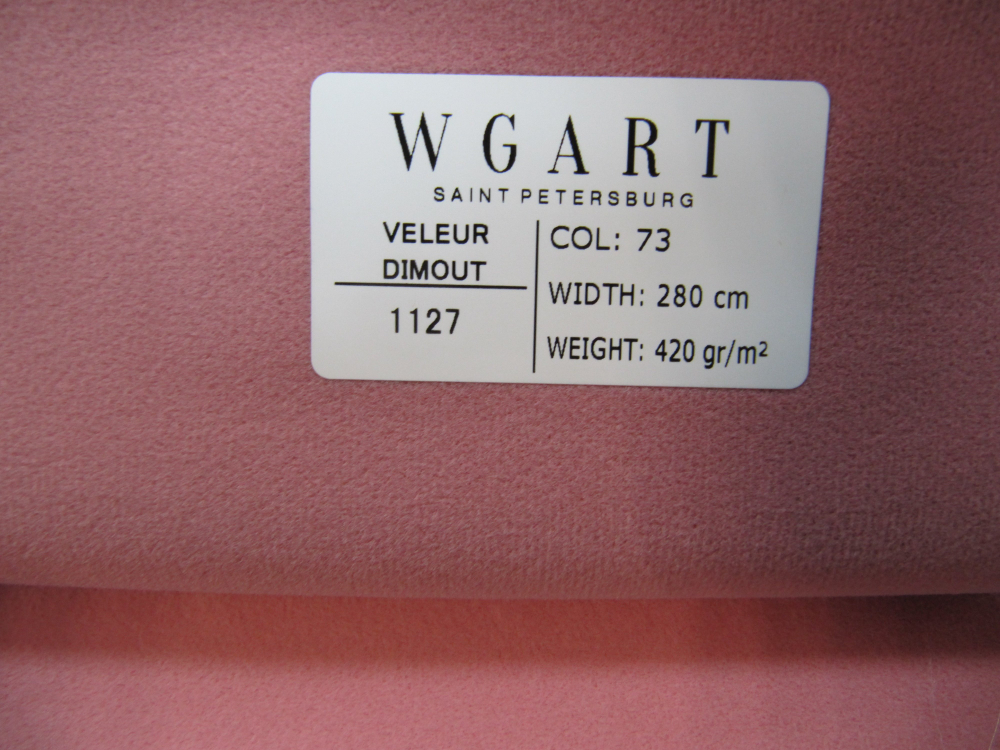 WGART
SAINT PETERSBURG
VELEUR
DIMOUT
1127
COL: 73
WIDTH: 280 cm
WEIGHT: 420 gr/m²